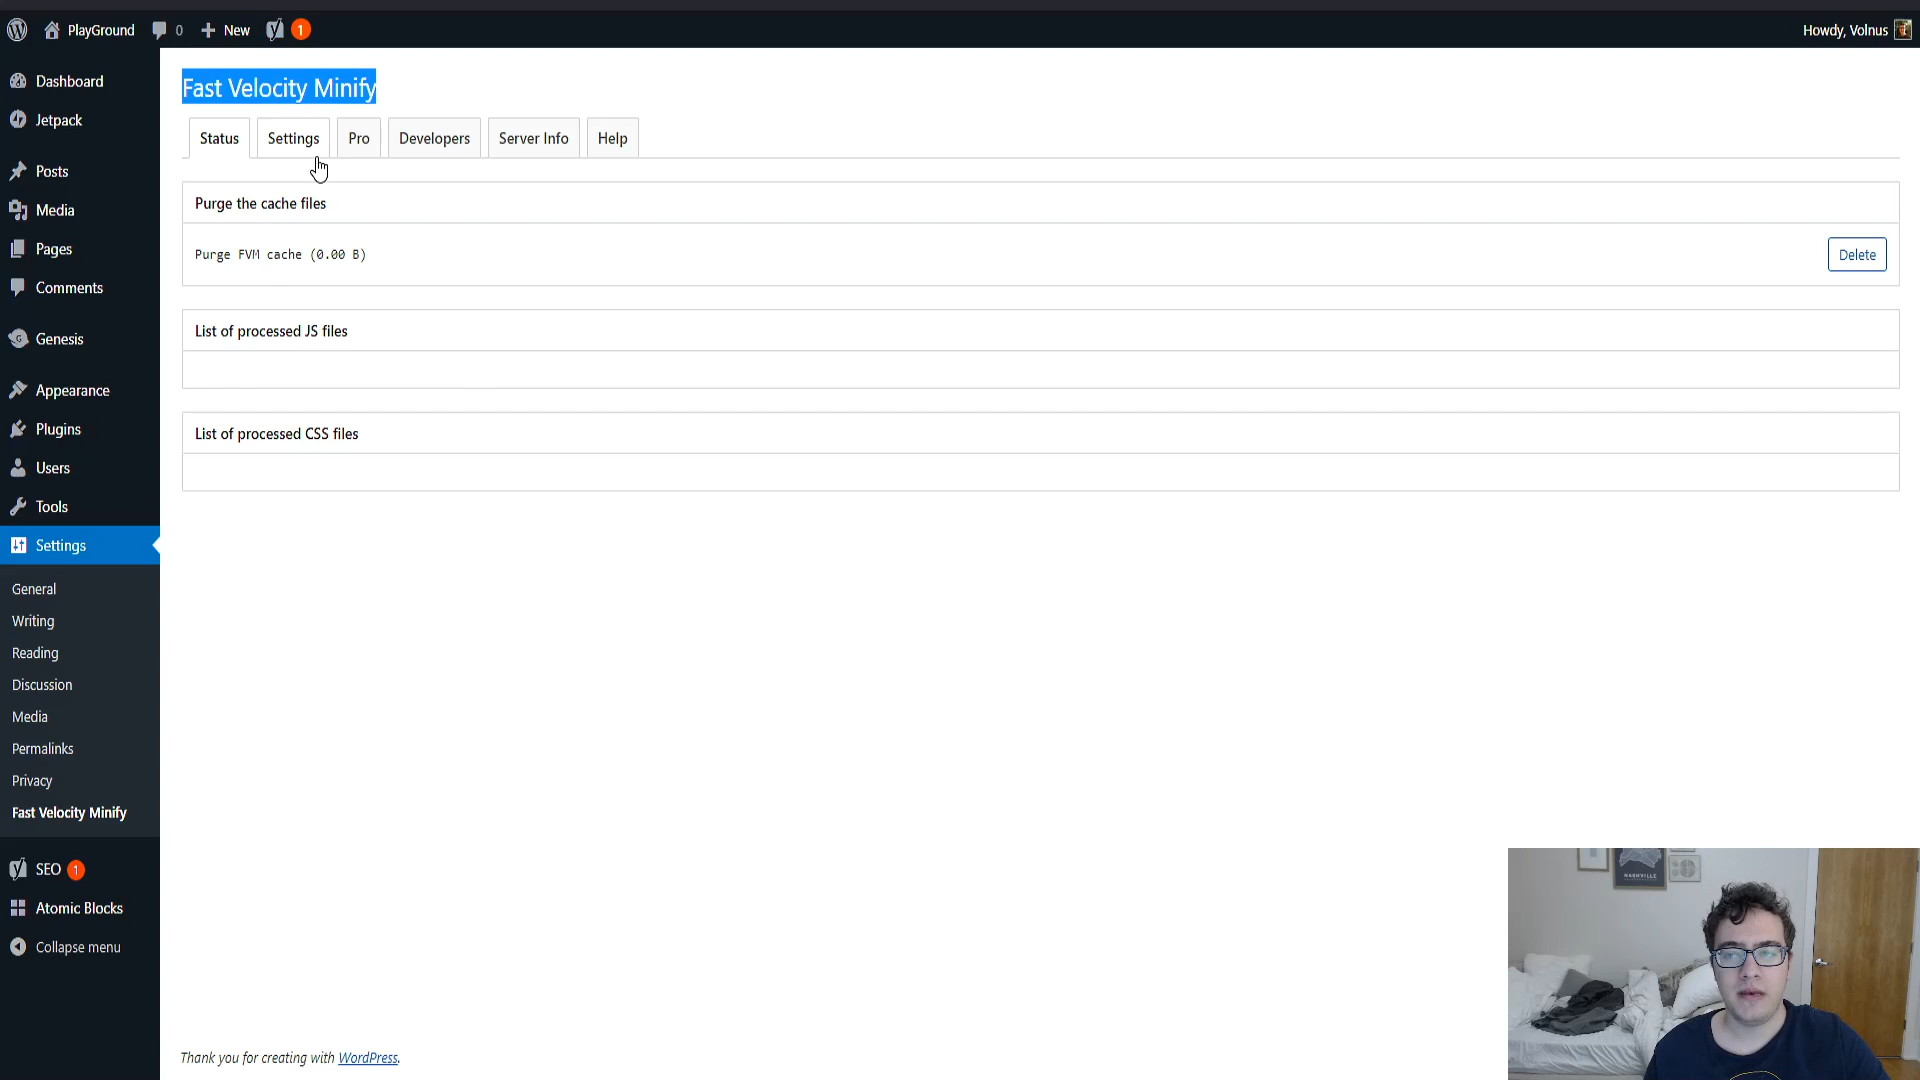 PlayGround 0 New 1 Howdy, Volnus
Dashboard
Jetpack
Posts
Media
Pages
Comments
Genesis
Appearance
Plugins
Users
Tools
Settings
General
Writing
Reading
Discussion
Media
Permalinks
Privacy
Fast Velocity Minify
SEO 1
Atomic Blocks
Collapse menu
Fast Velocity Minify
Status Settings Pro Developers Server Info Help
Purge the cache files
Purge FVM cache (0.00 B) Delete
List of processed JS files
List of processed CSS files
Thank you for creating with WordPress.
NASHVILLE